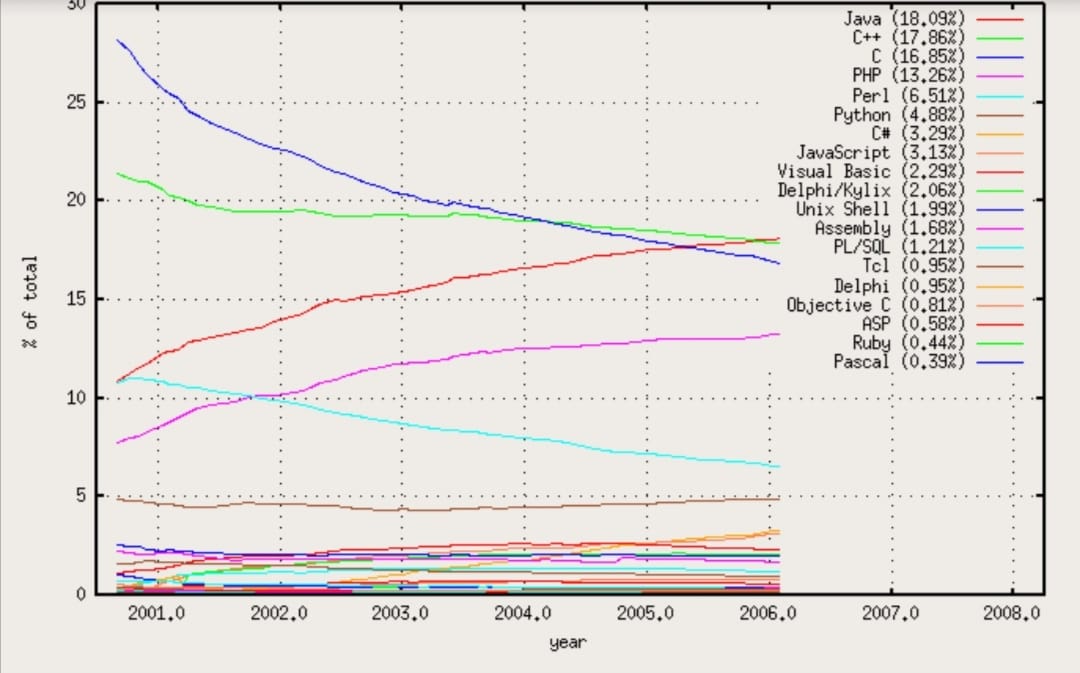 30
25
20
15
10
5
0
% of total
Java (18.09%)
C++ (17.86%)
C (16.85%)
PHP (13.26%)
Perl (6.51%)
Python (4.88%)
C# (3.29%)
JavaScript (3.13%)
Visual Basic (2.29%)
Delphi/Kylix (2.06%)
Unix Shell (1.99%)
Assembly (1.68%)
PL/SQL (1.21%)
Tcl (0.95%)
Delphi (0.95%)
Objective C (0.81%)
ASP (0.58%)
Ruby (0.44%)
Pascal (0.39%)
2001.0 2002.0 2003.0 2004.0 2005.0 2006.0 2007.0 2008.0
year